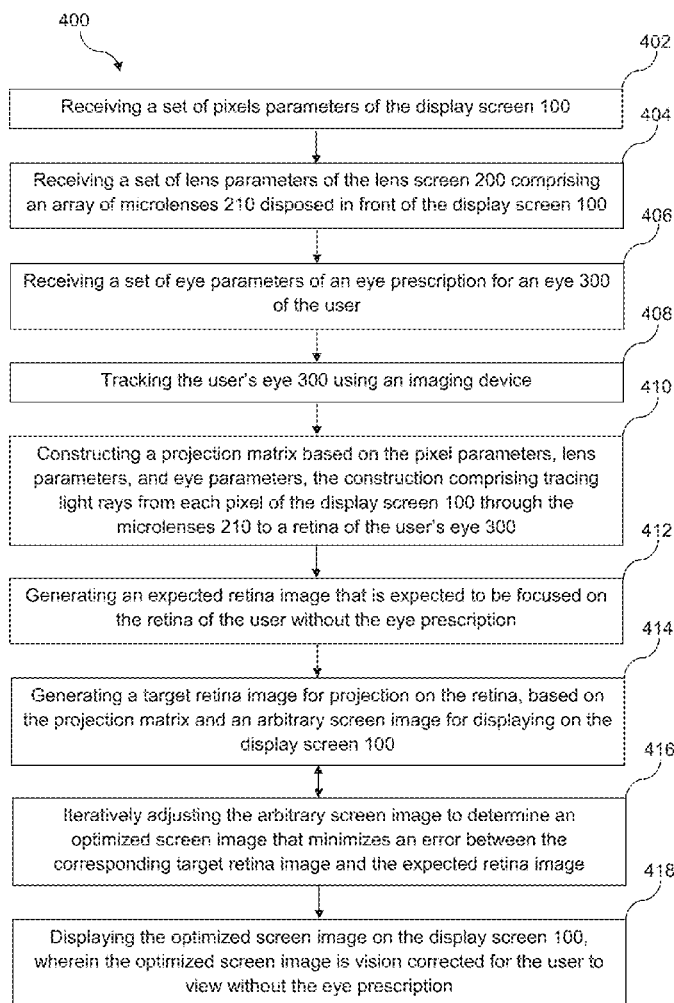 400
402
Receiving a set of pixels parameters of the display screen 100
404
Receiving a set of lens parameters of the lens screen 200 comprising
an array of microlenses 210 disposed in front of the display screen 100
406
Receiving a set of eye parameters of an eye prescription for an eye 300
of the user
408
Tracking the user's eye 300 using an imaging device
410
Constructing a projection matrix based on the pixel parameters, lens
parameters, and eye parameters, the construction comprising tracing
light rays from each pixel of the display screen 100 through the
microlenses 210 to a retina of the user's eye 300
412
Generating an expected retina image that is expected to be focused on
the retina of the user without the eye prescription
414
Generating a target retina image for projection on the retina, based on
the projection matrix and an arbitrary screen image for displaying on the
display screen 100
416
Iteratively adjusting the arbitrary screen image to determine an
optimized screen image that minimizes an error between the
corresponding target retina image and the expected retina image
418
Displaying the optimized screen image on the display screen 100,
wherein the optimized screen image is vision corrected for the user to
view without the eye prescription